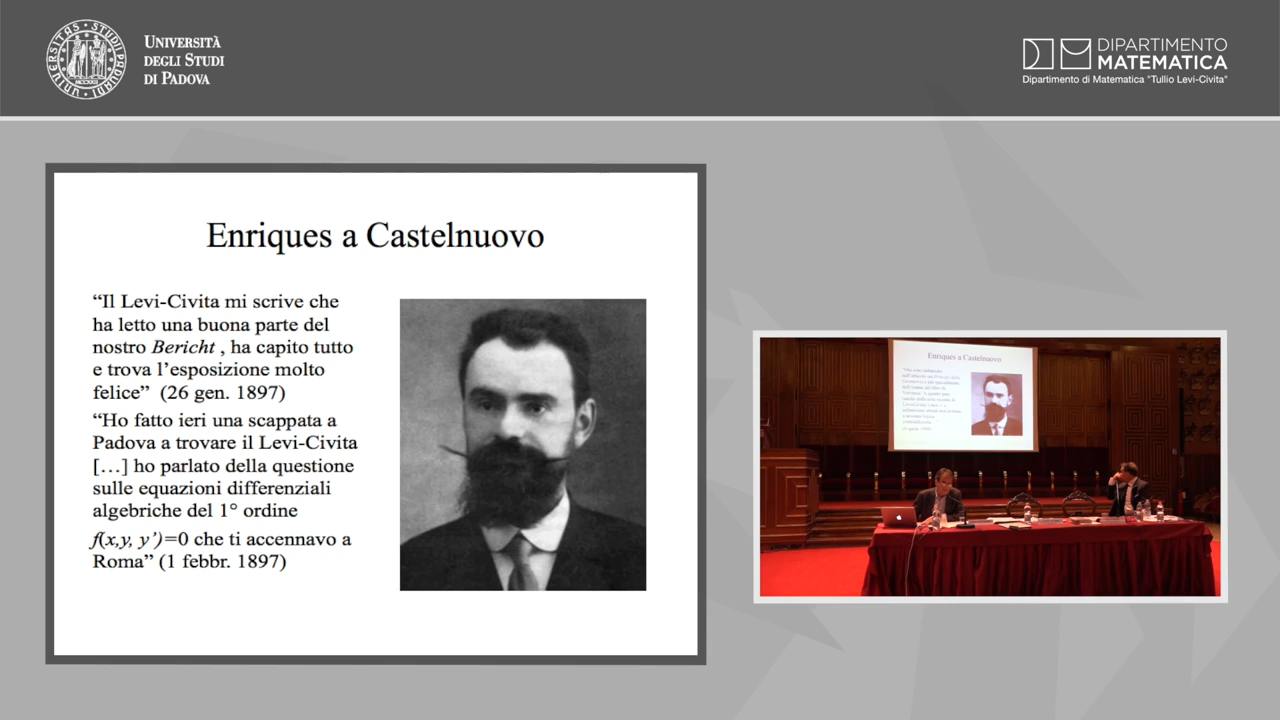 UNIVERSITÀ
DEGLI STUDI
DI PADOVA
DIPARTIMENTO
MATEMATICA
Dipartimento di Matematica "Tullio Levi-Civita"
Enriques a Castelnuovo
“Il Levi-Civita mi scrive che
ha letto una buona parte del
nostro Bericht , ha capito tutto
e trova l’esposizione molto
felice” (26 gen. 1897)
“Ho fatto ieri una scappata a
Padova a trovare il Levi-Civita
[…] ho parlato della questione
sulle equazioni differenziali
algebriche del 1° ordine
f(x,y, y’)=0 che ti accennavo a
Roma” (1 febbr. 1897)
Enriques a Castelnuovo